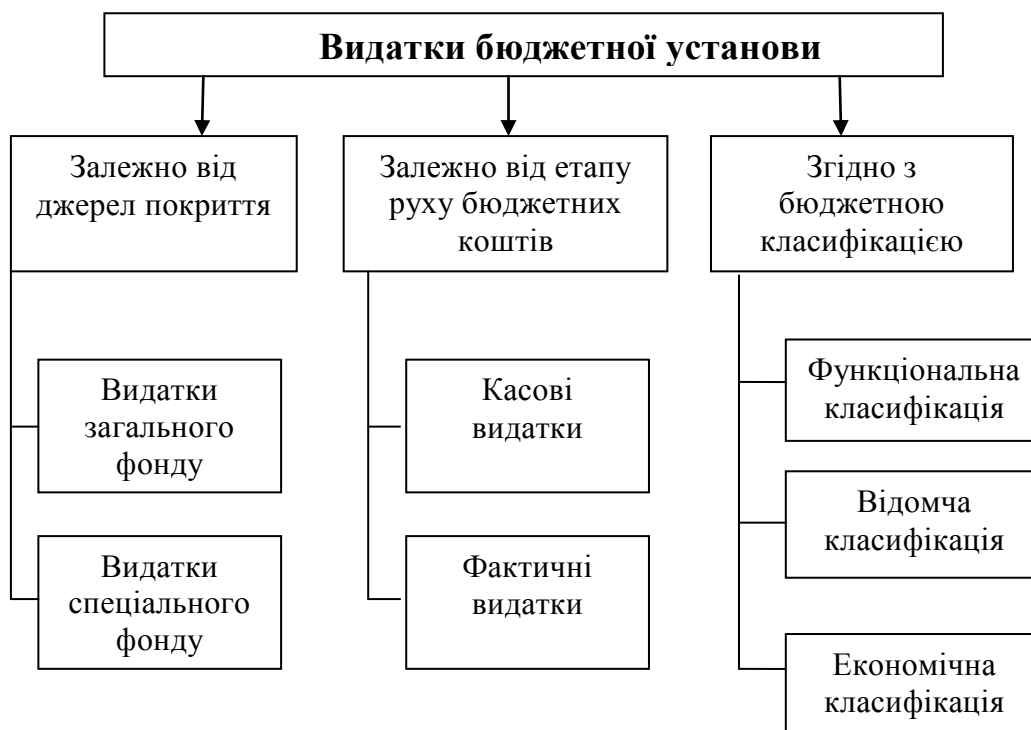 Видатки бюджетної установи
Залежно від
джерел покриття
Залежно від етапу
руху бюджетних
коштів
Згідно з
бюджетною
класифікацією
Видатки
загального
фонду
Касові
видатки
Функціональна
класифікація
Відомча
класифікація
Видатки
спеціального
фонду
Фактичні
видатки
Економічна
класифікація